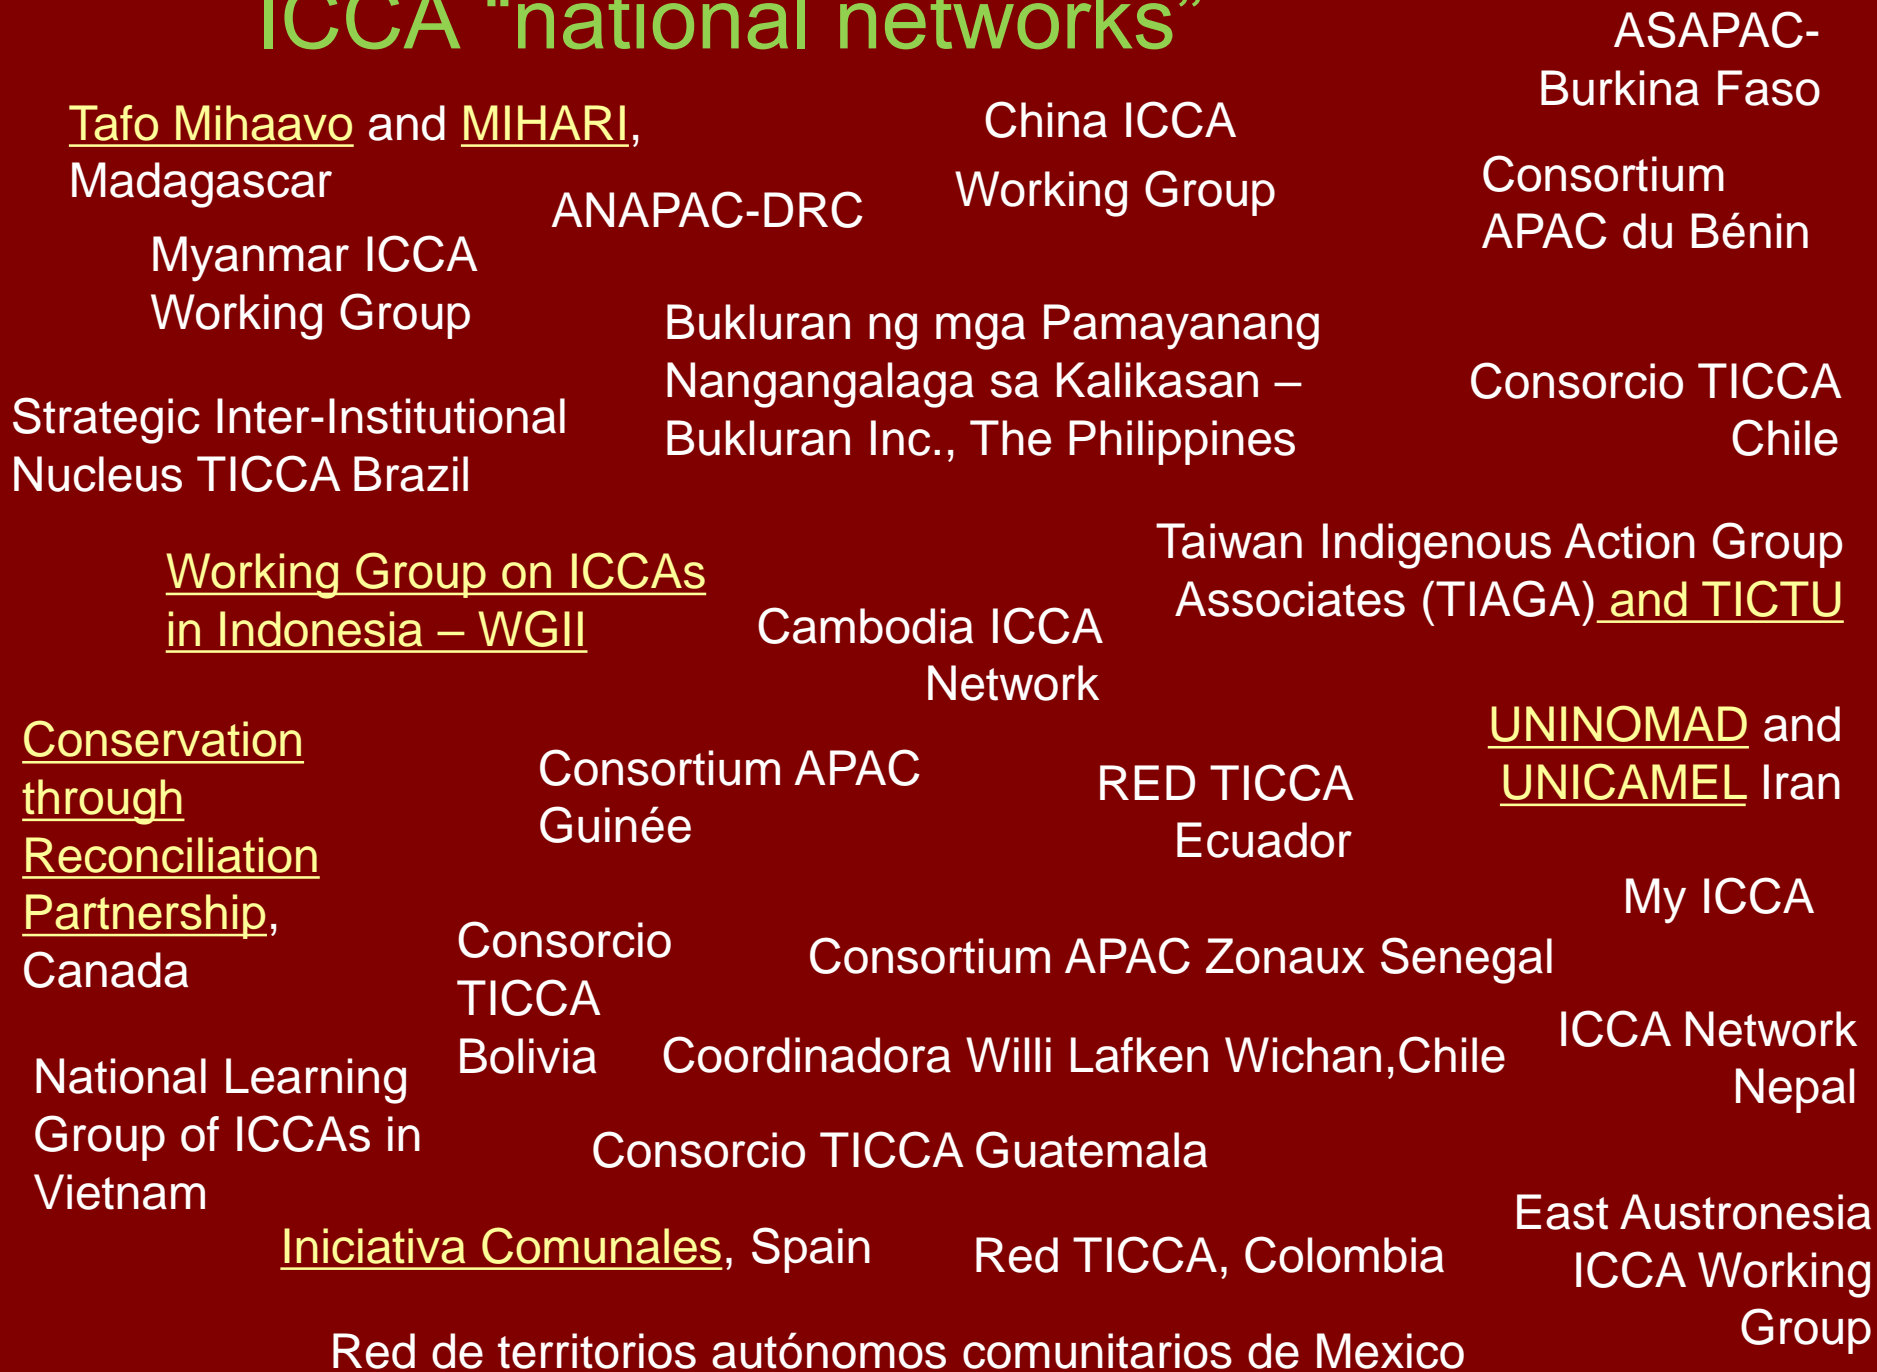 ICCA “national networks”
ASAPAC-
Burkina Faso
Tafo Mihaavo and MIHARI,
Madagascar
China ICCA
Working Group
ANAPAC-DRC
Consortium
APAC du Bénin
Myanmar ICCA
Working Group
Bukluran ng mga Pamayanang
Nangangalaga sa Kalikasan –
Bukluran Inc., The Philippines
Consorcio TICCA
Chile
Strategic Inter-Institutional
Nucleus TICCA Brazil
Taiwan Indigenous Action Group
Associates (TIAGA) and TICTU
Working Group on ICCAs
in Indonesia – WGII
Cambodia ICCA
Network
UNINOMAD and
UNICAMEL Iran
Conservation
through
Reconciliation
Partnership,
Canada
Consortium APAC
Guinée
RED TICCA
Ecuador
My ICCA
Consorcio
TICCA
Bolivia
Consortium APAC Zonaux Senegal
ICCA Network
Nepal
Coordinadora Willi Lafken Wichan,Chile
National Learning
Group of ICCAs in
Vietnam
Consorcio TICCA Guatemala
East Austronesia
ICCA Working
Group
Iniciativa Comunales, Spain
Red TICCA, Colombia
Red de territorios autónomos comunitarios de Mexico